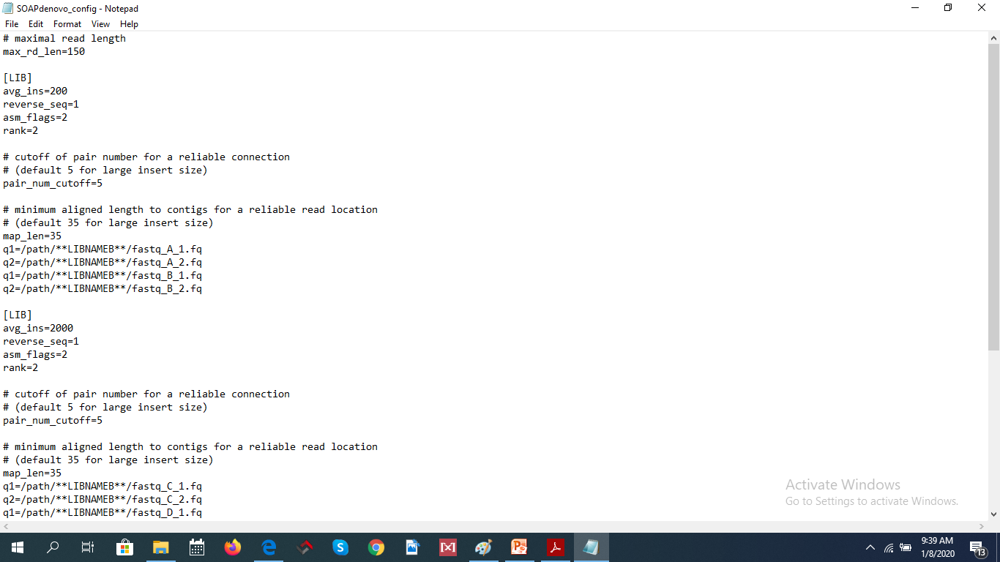 SOAPdenovo_config - Notepad
File Edit Format View Help
# maximal read length
max_rd_len=150
[LIB]
avg_ins=200
reverse_seq=1
asm_flags=2
rank=2
# cutoff of pair number for a reliable connection
# (default 5 for large insert size)
pair_num_cutoff=5
# minimum aligned length to contigs for a reliable read location
# (default 35 for large insert size)
map_len=35
q1=/path/**LIBNAMEB**/fastq_A_1.fq
q2=/path/**LIBNAMEB**/fastq_A_2.fq
q1=/path/**LIBNAMEB**/fastq_B_1.fq
q2=/path/**LIBNAMEB**/fastq_B_2.fq
[LIB]
avg_ins=2000
reverse_seq=1
asm_flags=2
rank=2
# cutoff of pair number for a reliable connection
# (default 5 for large insert size)
pair_num_cutoff=5
# minimum aligned length to contigs for a reliable read location
# (default 35 for large insert size)
map_len=35
q1=/path/**LIBNAMEB**/fastq_C_1.fq
q2=/path/**LIBNAMEB**/fastq_C_2.fq
q1=/path/**LIBNAMEB**/fastq_D_1.fq
Activate Windows
Go to Settings to activate Windows.
9:39 AM
1/8/2020
13